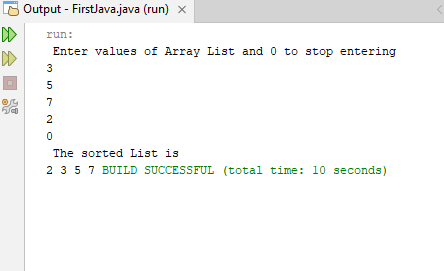 Output - FirstJava.java (run)
run:
Enter values of Array List and 0 to stop entering
3
5
7
2
0
The sorted List is
2 3 5 7 BUILD SUCCESSFUL (total time: 10 seconds)